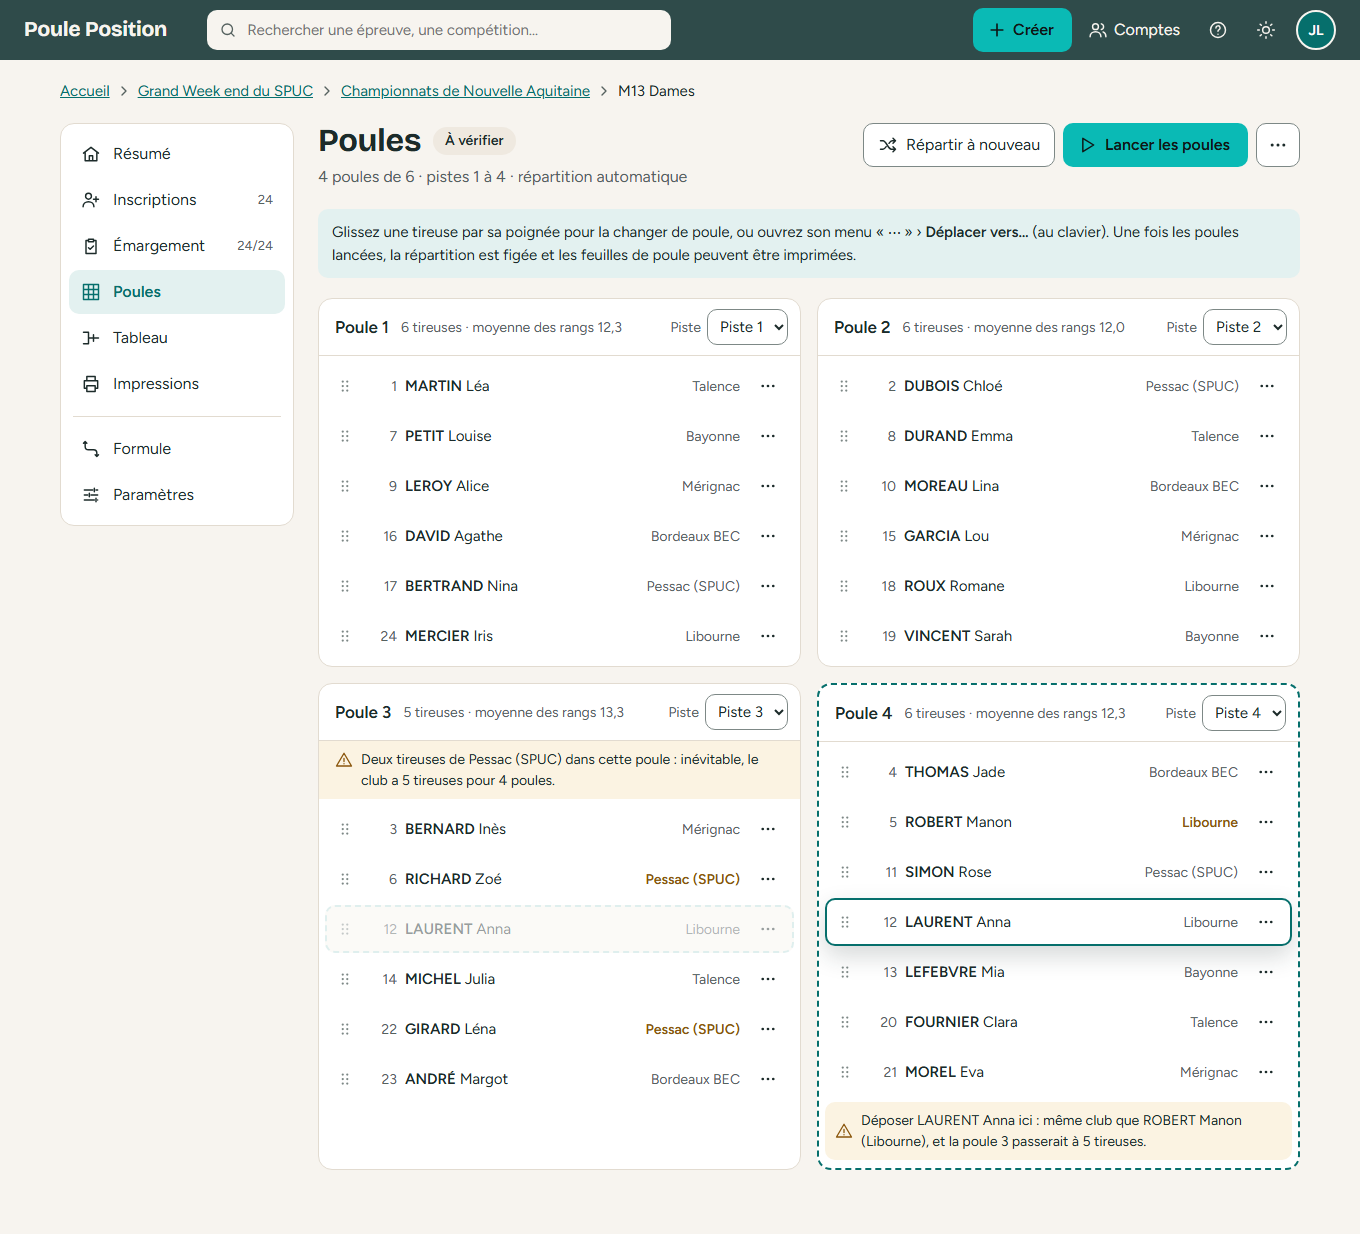 Poule Position
Rechercher une épreuve, une compétition...
Créer
Comptes
JL
Accueil > Grand Week end du SPUC > Championnats de Nouvelle Aquitaine > M13 Dames
Résumé
Inscriptions 24
Émargement 24/24
Poules
Tableau
Impressions
Formule
Paramètres
Poules À vérifier
4 poules de 6 · pistes 1 à 4 · répartition automatique
Répartir à nouveau
Lancer les poules
Glissez une tireuse par sa poignée pour la changer de poule, ou ouvrez son menu « ··· » › Déplacer vers... (au clavier). Une fois les poules
lancées, la répartition est figée et les feuilles de poule peuvent être imprimées.
Poule 1 6 tireuses · moyenne des rangs 12,3 Piste Piste 1
1 MARTIN Léa Talence
7 PETIT Louise Bayonne
9 LEROY Alice Mérignac
16 DAVID Agathe Bordeaux BEC
17 BERTRAND Nina Pessac (SPUC)
24 MERCIER Iris Libourne
Poule 2 6 tireuses · moyenne des rangs 12,0 Piste Piste 2
2 DUBOIS Chloé Pessac (SPUC)
8 DURAND Emma Talence
10 MOREAU Lina Bordeaux BEC
15 GARCIA Lou Mérignac
18 ROUX Romane Libourne
19 VINCENT Sarah Bayonne
Poule 3 5 tireuses · moyenne des rangs 13,3 Piste Piste 3
Deux tireuses de Pessac (SPUC) dans cette poule : inévitable, le
club a 5 tireuses pour 4 poules.
3 BERNARD Inès Mérignac
6 RICHARD Zoé Pessac (SPUC)
12 LAURENT Anna Libourne
14 MICHEL Julia Talence
22 GIRARD Léna Pessac (SPUC)
23 ANDRÉ Margot Bordeaux BEC
Poule 4 6 tireuses · moyenne des rangs 12,3 Piste Piste 4
4 THOMAS Jade Bordeaux BEC
5 ROBERT Manon Libourne
11 SIMON Rose Pessac (SPUC)
12 LAURENT Anna Libourne
13 LEFEBVRE Mia Bayonne
20 FOURNIER Clara Talence
21 MOREL Eva Mérignac
Déposer LAURENT Anna ici : même club que ROBERT Manon
(Libourne), et la poule 3 passerait à 5 tireuses.